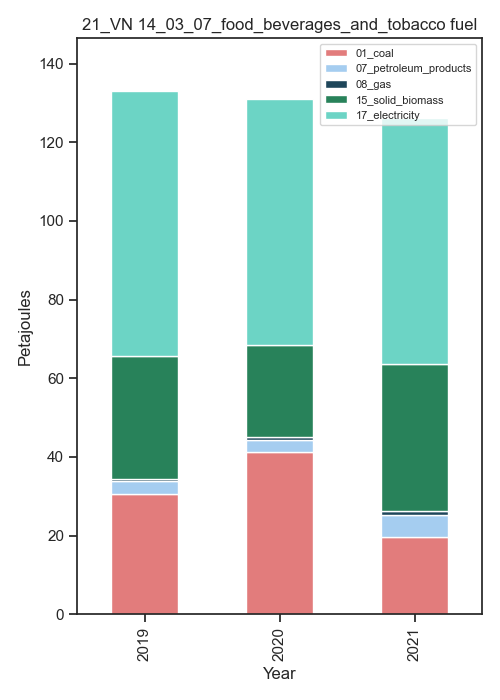 21_VN 14_03_07_food_beverages_and_tobacco fuel
01_coal
07_petroleum_products
08_gas
15_solid_biomass
17_electricity
140
120
100
80
60
40
20
0
Petajoules
2019
2020
2021
Year